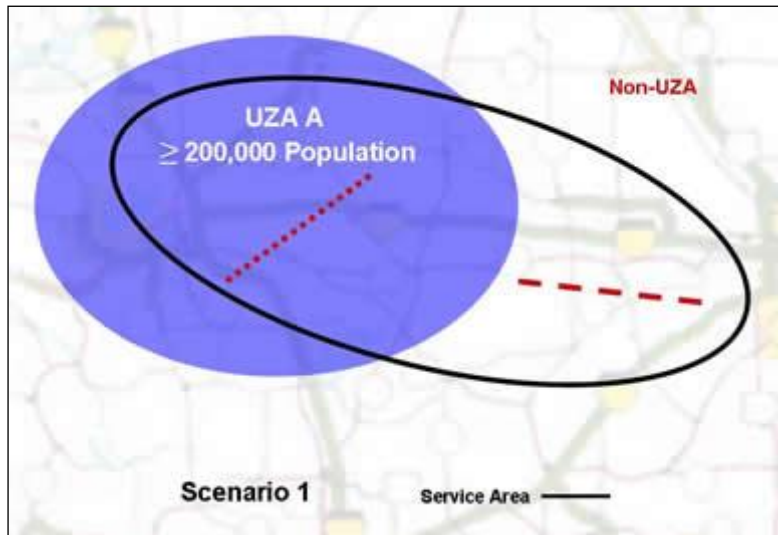 Non-UZA
UZA A
≥ 200,000 Population
Scenario 1
Service Area